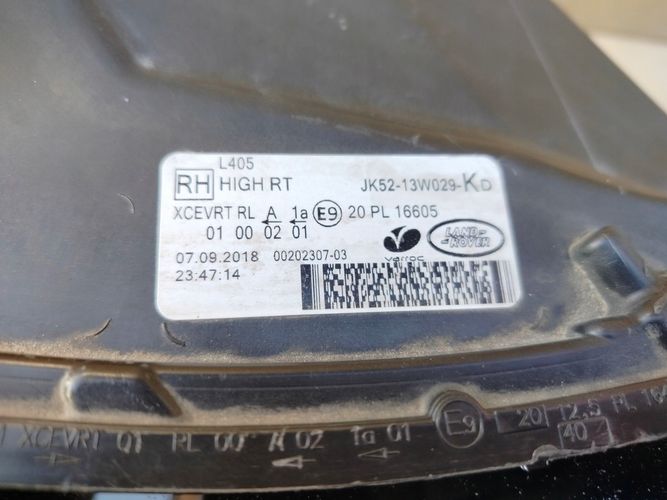 L405
RH HIGH RT JK52-13W029-KD
XCEVRT RL A 1a E9 20 PL 16605
01 00 02 01
07.09.2018 00202307-03
23:47:14
varroc
LAND
ROVER
XCEVRT 01 PL 00 A 02 1a 01 E9 20 12.5 PL
40